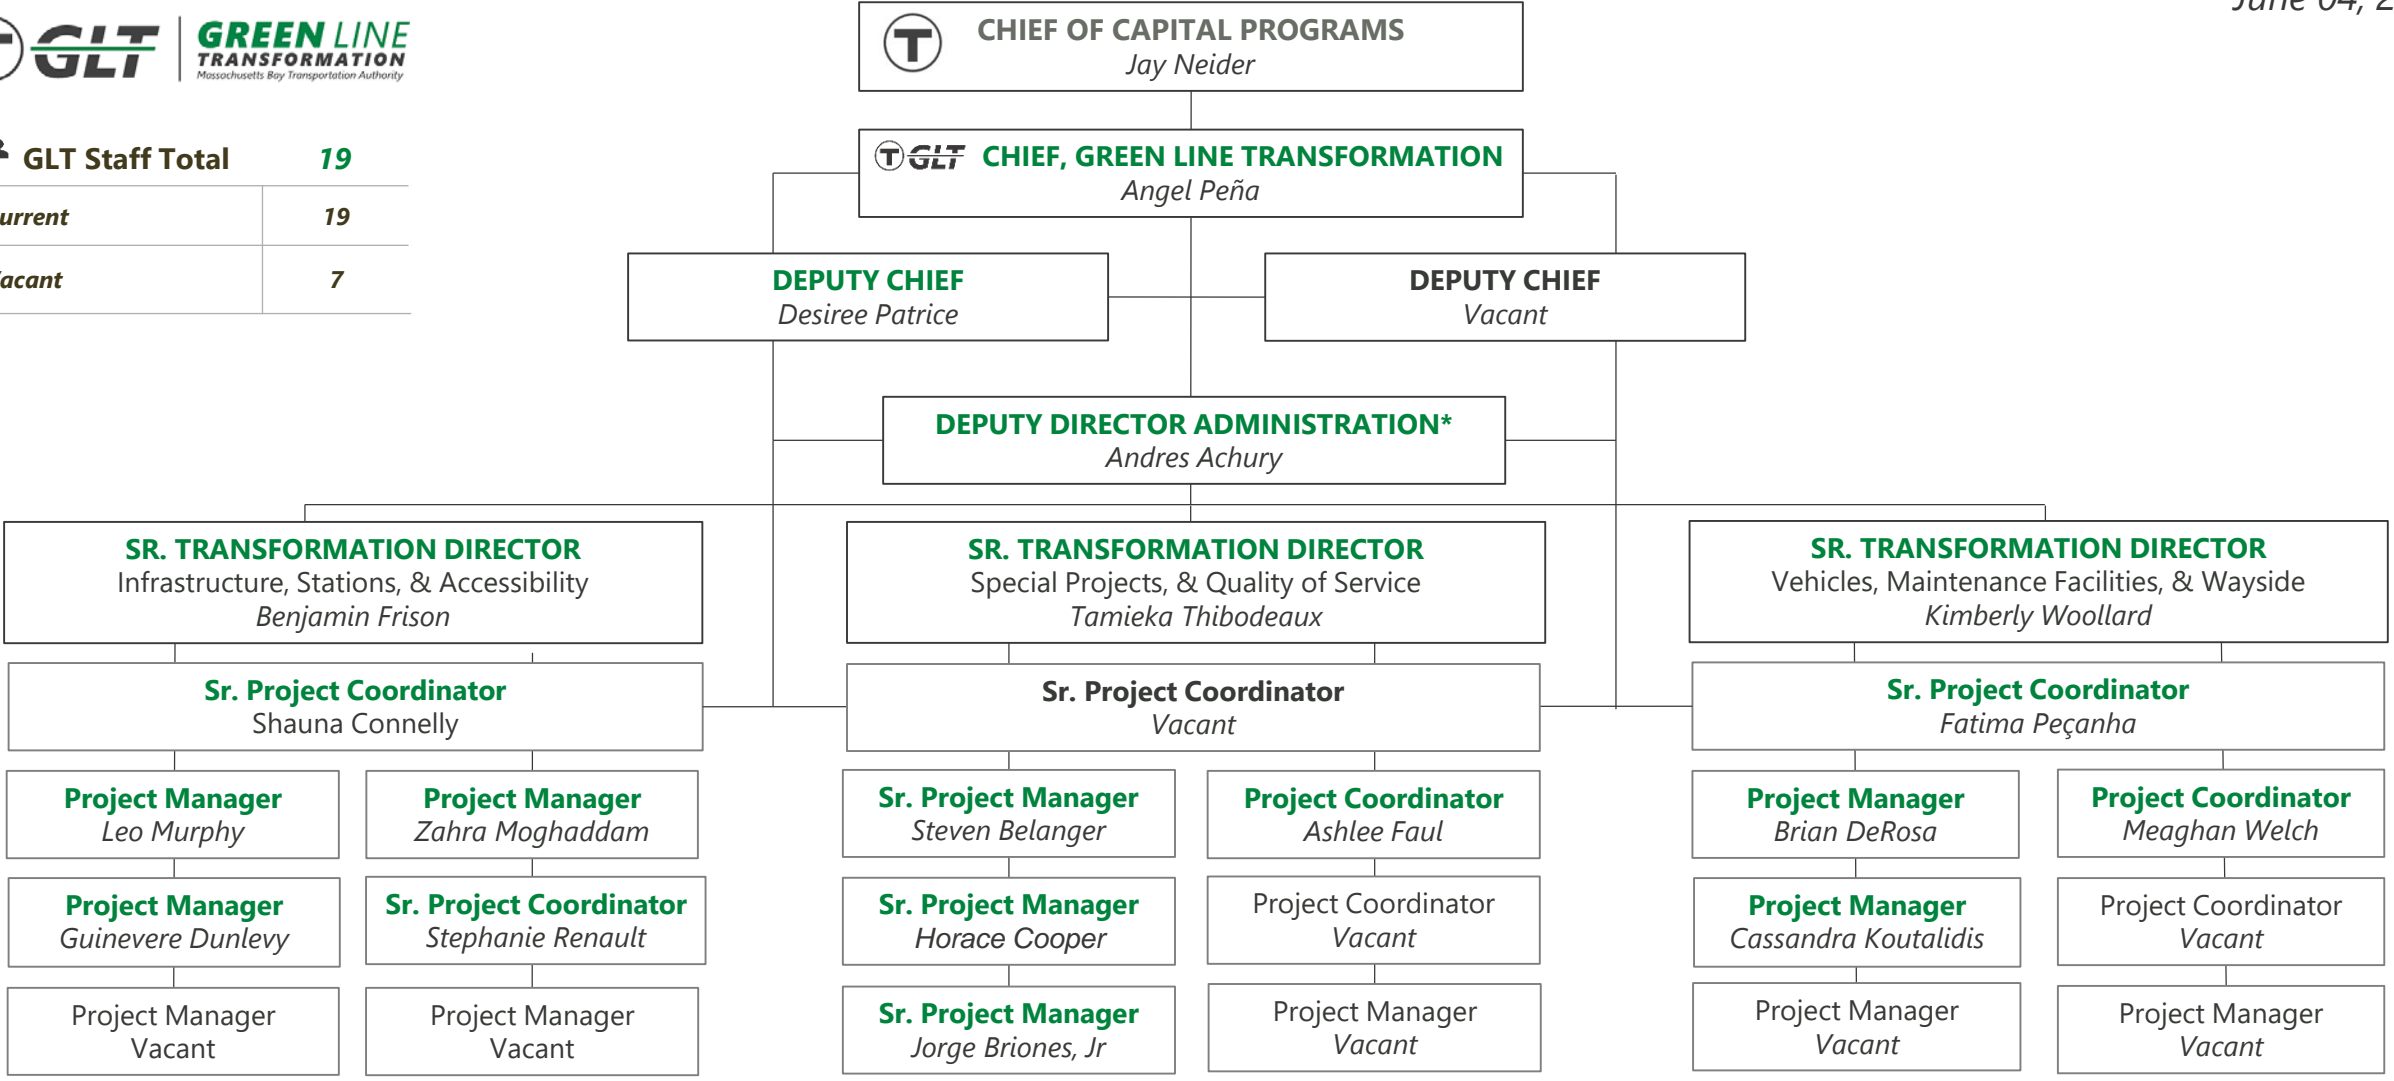 GLT
GREEN LINE
TRANSFORMATION
Massachusetts Bay Transportation Authority
June 04, 2
GLT Staff Total 19
urrent 19
acant 7
T
CHIEF OF CAPITAL PROGRAMS
Jay Neider
T GLT CHIEF, GREEN LINE TRANSFORMATION
Angel Peña
DEPUTY CHIEF
Desiree Patrice
DEPUTY CHIEF
Vacant
DEPUTY DIRECTOR ADMINISTRATION*
Andres Achury
SR. TRANSFORMATION DIRECTOR
Infrastructure, Stations, & Accessibility
Benjamin Frison
SR. TRANSFORMATION DIRECTOR
Special Projects, & Quality of Service
Tamieka Thibodeaux
SR. TRANSFORMATION DIRECTOR
Vehicles, Maintenance Facilities, & Wayside
Kimberly Woollard
Sr. Project Coordinator
Shauna Connelly
Sr. Project Coordinator
Vacant
Sr. Project Coordinator
Fatima Peçanha
Project Manager
Leo Murphy
Project Manager
Zahra Moghaddam
Sr. Project Manager
Steven Belanger
Project Coordinator
Ashlee Faul
Project Manager
Brian DeRosa
Project Coordinator
Meaghan Welch
Project Manager
Guinevere Dunlevy
Sr. Project Coordinator
Stephanie Renault
Sr. Project Manager
Horace Cooper
Project Coordinator
Vacant
Project Manager
Cassandra Koutalidis
Project Coordinator
Vacant
Project Manager
Vacant
Project Manager
Vacant
Sr. Project Manager
Jorge Briones, Jr
Project Manager
Vacant
Project Manager
Vacant
Project Manager
Vacant